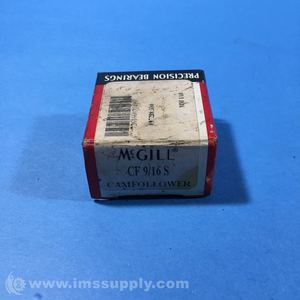 PRECISION BEARINGS
McGILL
CF 9/16 S
CAMFOLLOWER
© www.imssupply.com